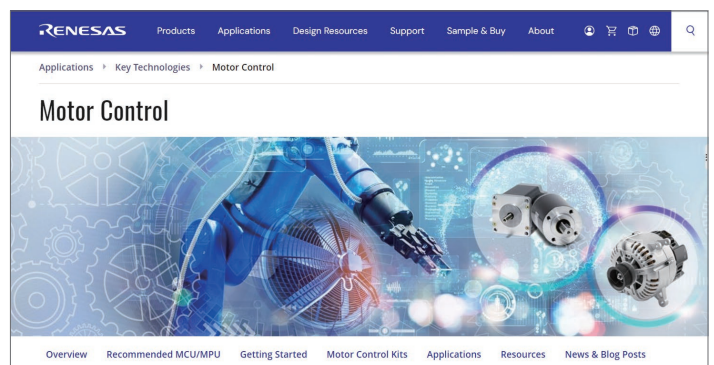 RENESAS Products Applications Design Resources Support Sample & Buy About
Applications Key Technologies Motor Control
Motor Control
Overview Recommended MCU/MPU Getting Started Motor Control Kits Applications Resources News & Blog Posts